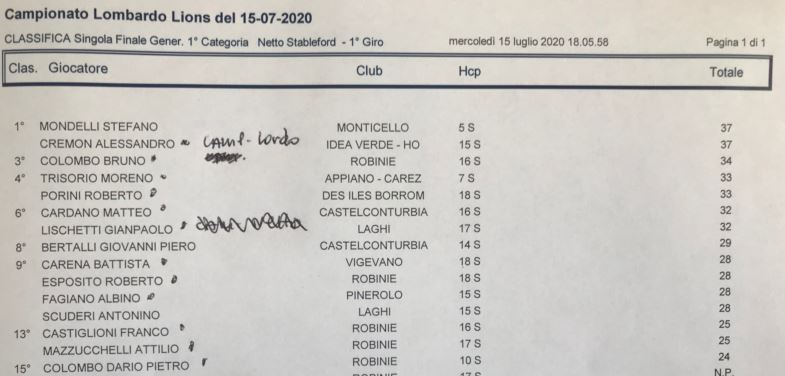 Campionato Lombardo Lions del 15-07-2020
CLASSIFICA Singola Finale Gener. 1° Categoria Netto Stableford - 1° Giro mercoledì 15 luglio 2020 18.05.58 Pagina 1 di 1
Clas. Giocatore Club Hcp Totale
1° MONDELLI STEFANO MONTICELLO 5 S 37
CREMON ALESSANDRO IDEA VERDE - HO 15 S 37
3° COLOMBO BRUNO ROBINIE 16 S 34
4° TRISORIO MORENO APPIANO - CAREZ 7 S 33
PORINI ROBERTO DES ILES BORROM 18 S 33
6° CARDANO MATTEO CASTELCONTURBIA 16 S 32
LISCHETTI GIANPAOLO LAGHI 17 S 32
8° BERTALLI GIOVANNI PIERO CASTELCONTURBIA 14 S 29
9° CARENA BATTISTA VIGEVANO 18 S 28
ESPOSITO ROBERTO ROBINIE 18 S 28
FAGIANO ALBINO PINEROLO 15 S 28
SCUDERI ANTONINO LAGHI 15 S 28
13° CASTIGLIONI FRANCO ROBINIE 16 S 25
MAZZUCCHELLI ATTILIO ROBINIE 17 S 25
15° COLOMBO DARIO PIETRO ROBINIE 10 S 24
ROBINIE 17 S N.P.